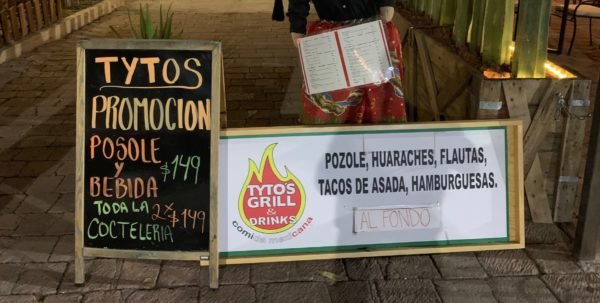 TYTOS
PROMOCION
POSOLE
Y
BEBIDA
$149
TODA LA
COCTELERIA
2x$149
TYTO'S
GRILL
&
DRINKS
comida mexicana
POZOLE, HUARACHES, FLAUTAS,
TACOS DE ASADA, HAMBURGUESAS.
AL FONDO